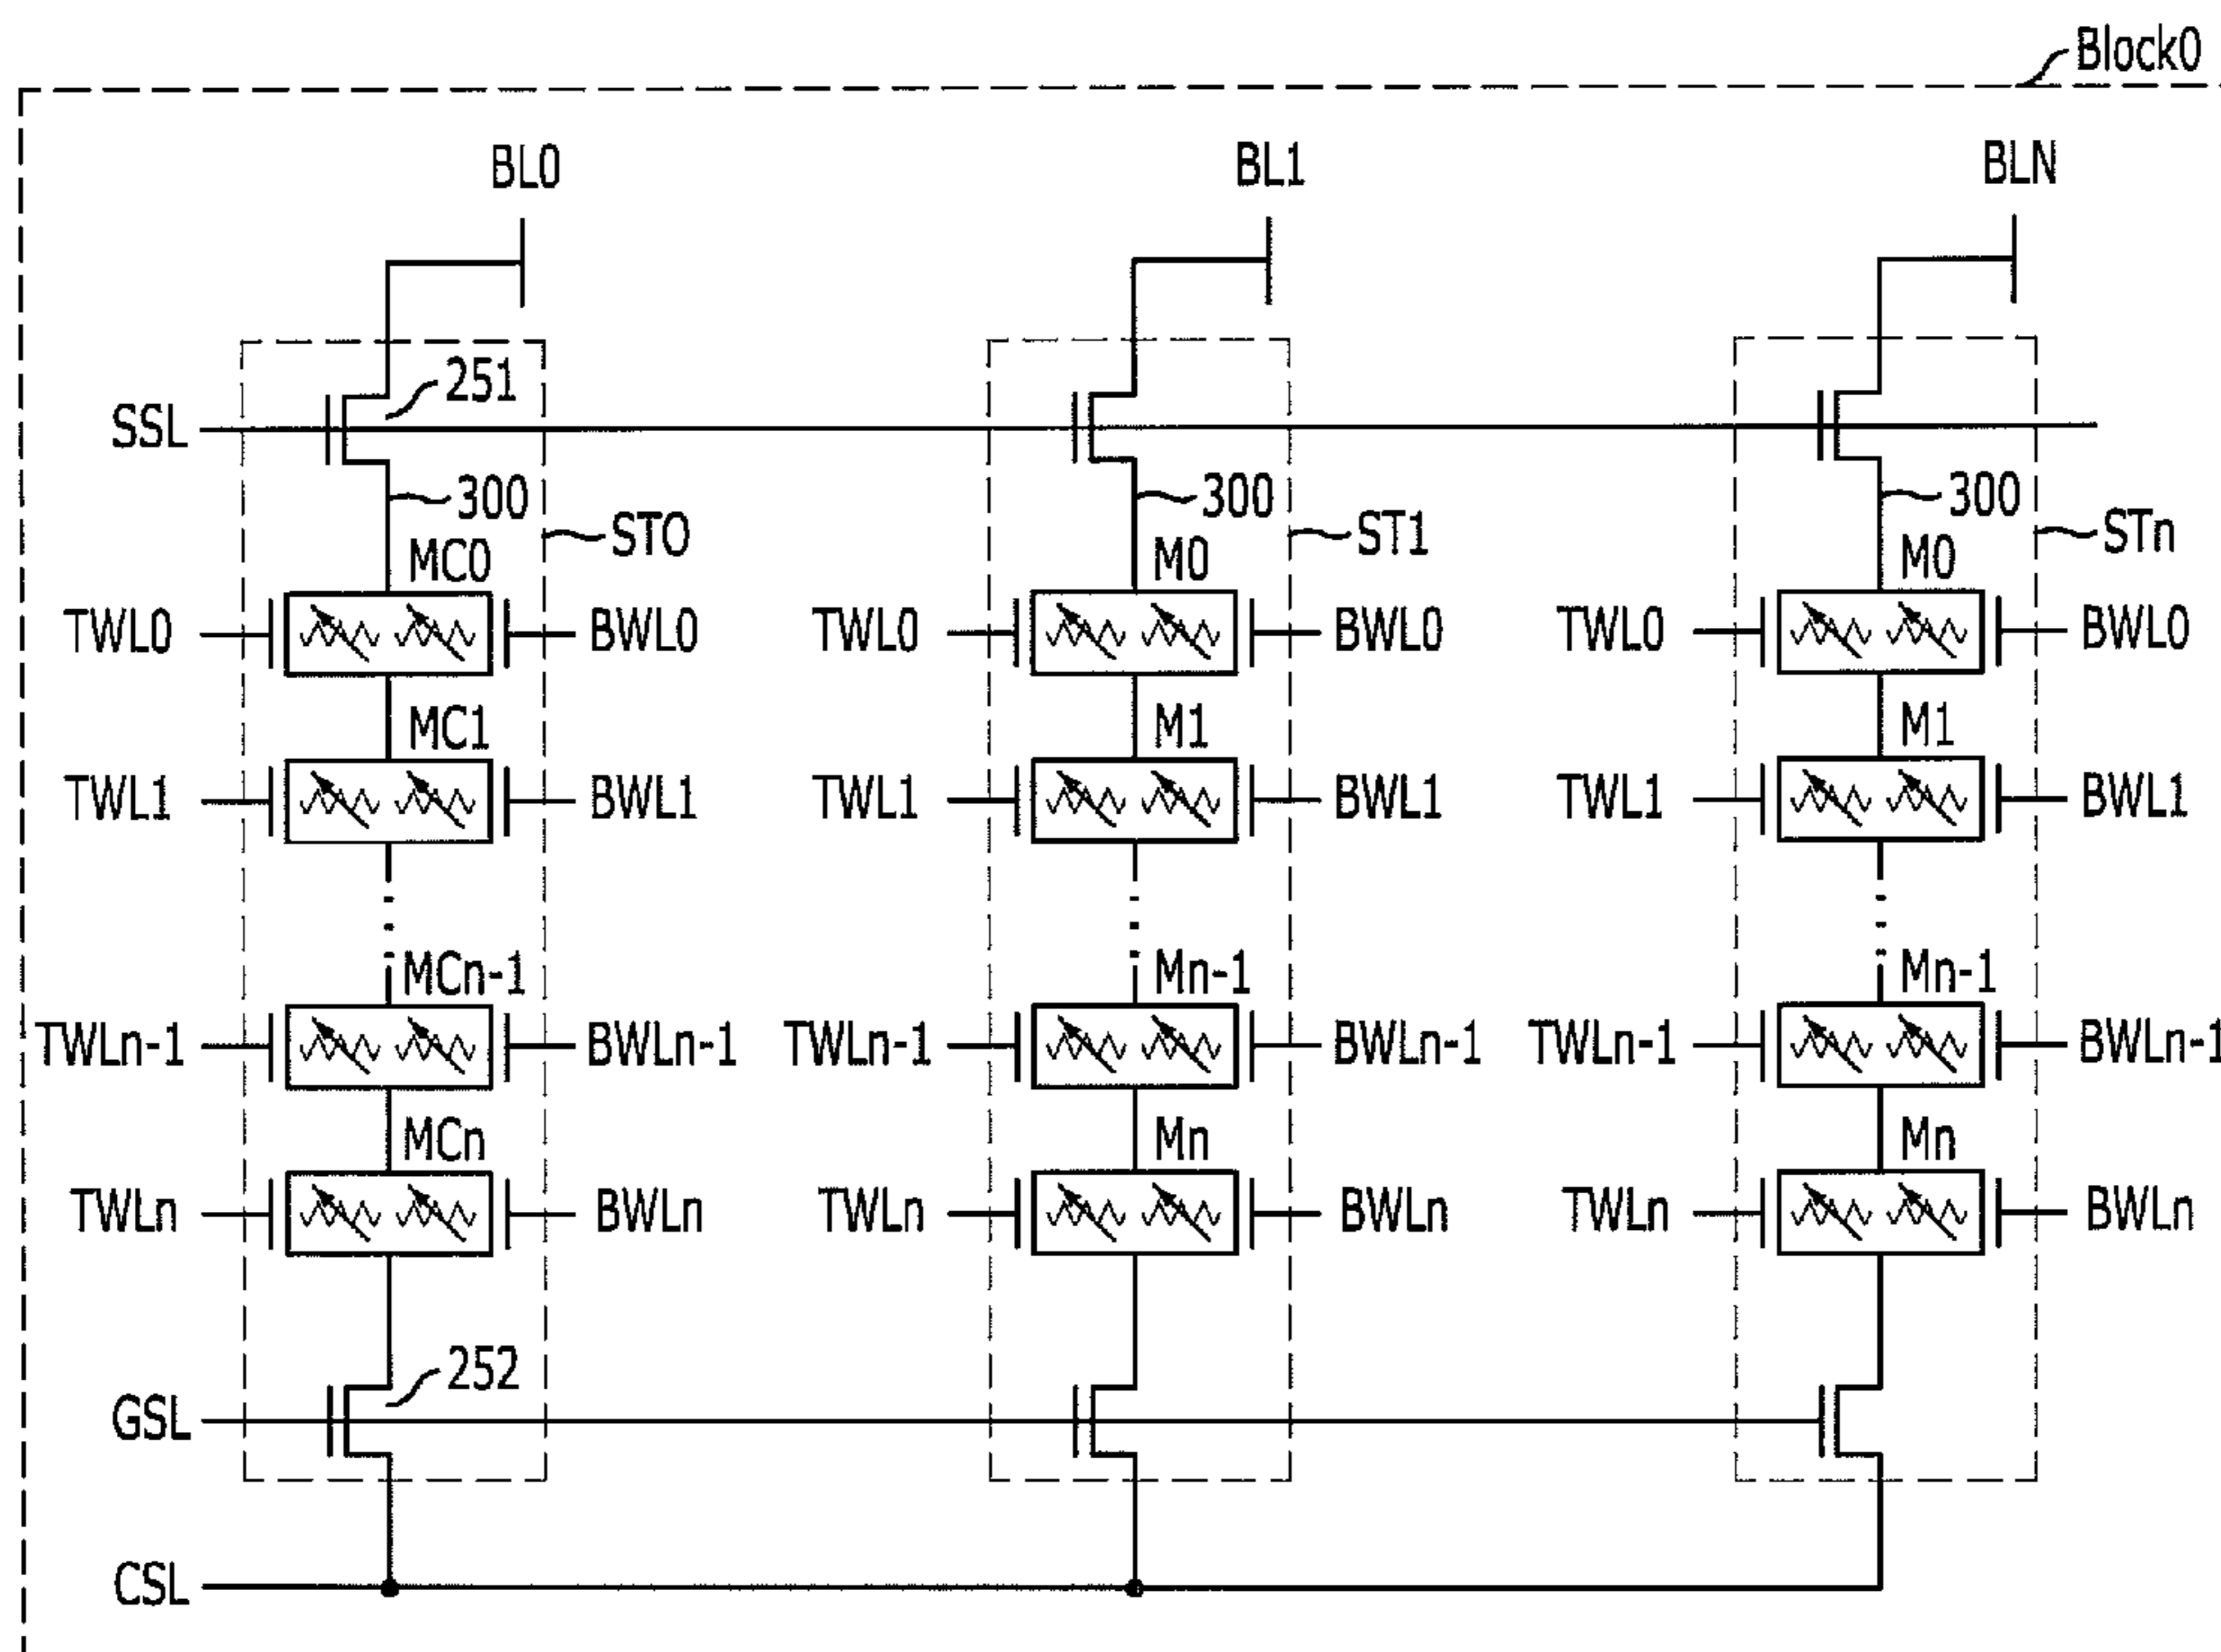 Block0
BL0 BL1 BLN
251
SSL
300 300 300
ST0 ST1 STn
MC0 M0 M0
TWL0 BWL0 TWL0 BWL0 TWL0 BWL0
MC1 M1 M1
TWL1 BWL1 TWL1 BWL1 TWL1 BWL1
MCn-1 Mn-1 Mn-1
TWLn-1 BWLn-1 TWLn-1 BWLn-1 TWLn-1 BWLn-1
MCn Mn Mn
TWLn BWLn TWLn BWLn TWLn BWLn
252
GSL
CSL